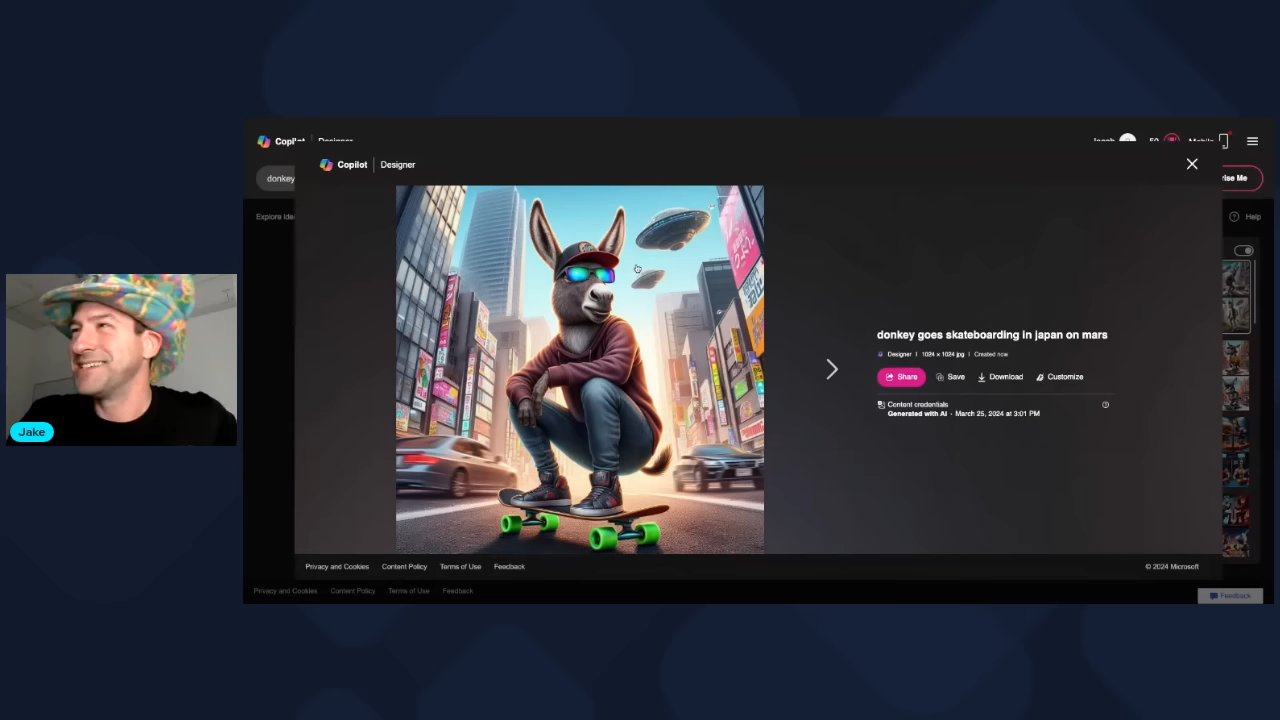 Jake
Copilot
Designer
Mobile
donkey
Explore Ide
Help
Copilot | Designer
donkey goes skateboarding in japan on mars
Designer | 1024 × 1024 jpg | Created now
Share Save Download Customize
Content credentials
Generated with AI · March 25, 2024 at 3:01 PM
Privacy and Cookies Content Policy Terms of Use Feedback
© 2024 Microsoft
Privacy and Cookies Content Policy Terms of Use Feedback
Feedback